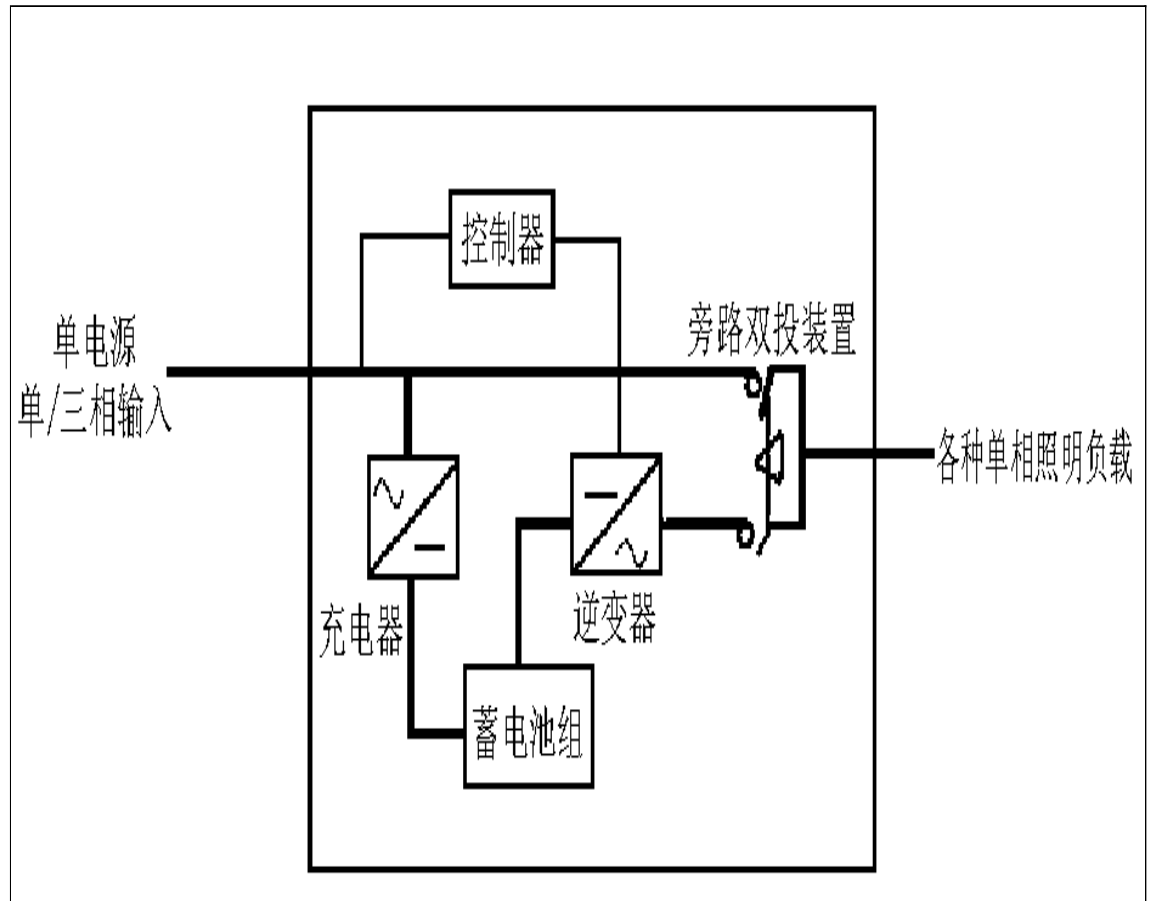 控制器
旁路双投装置
单电源
单/三相输入
各种单相照明负载
充电器
逆变器
蓄电池组